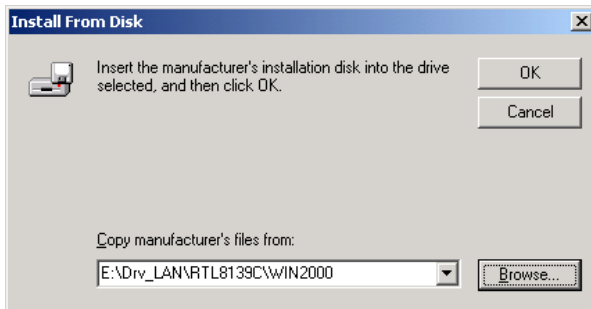 Install From Disk
Insert the manufacturer's installation disk into the drive
selected, and then click OK.
OK
Cancel
Copy manufacturer's files from:
E:\Drv_LAN\RTL8139C\WIN2000
Browse...